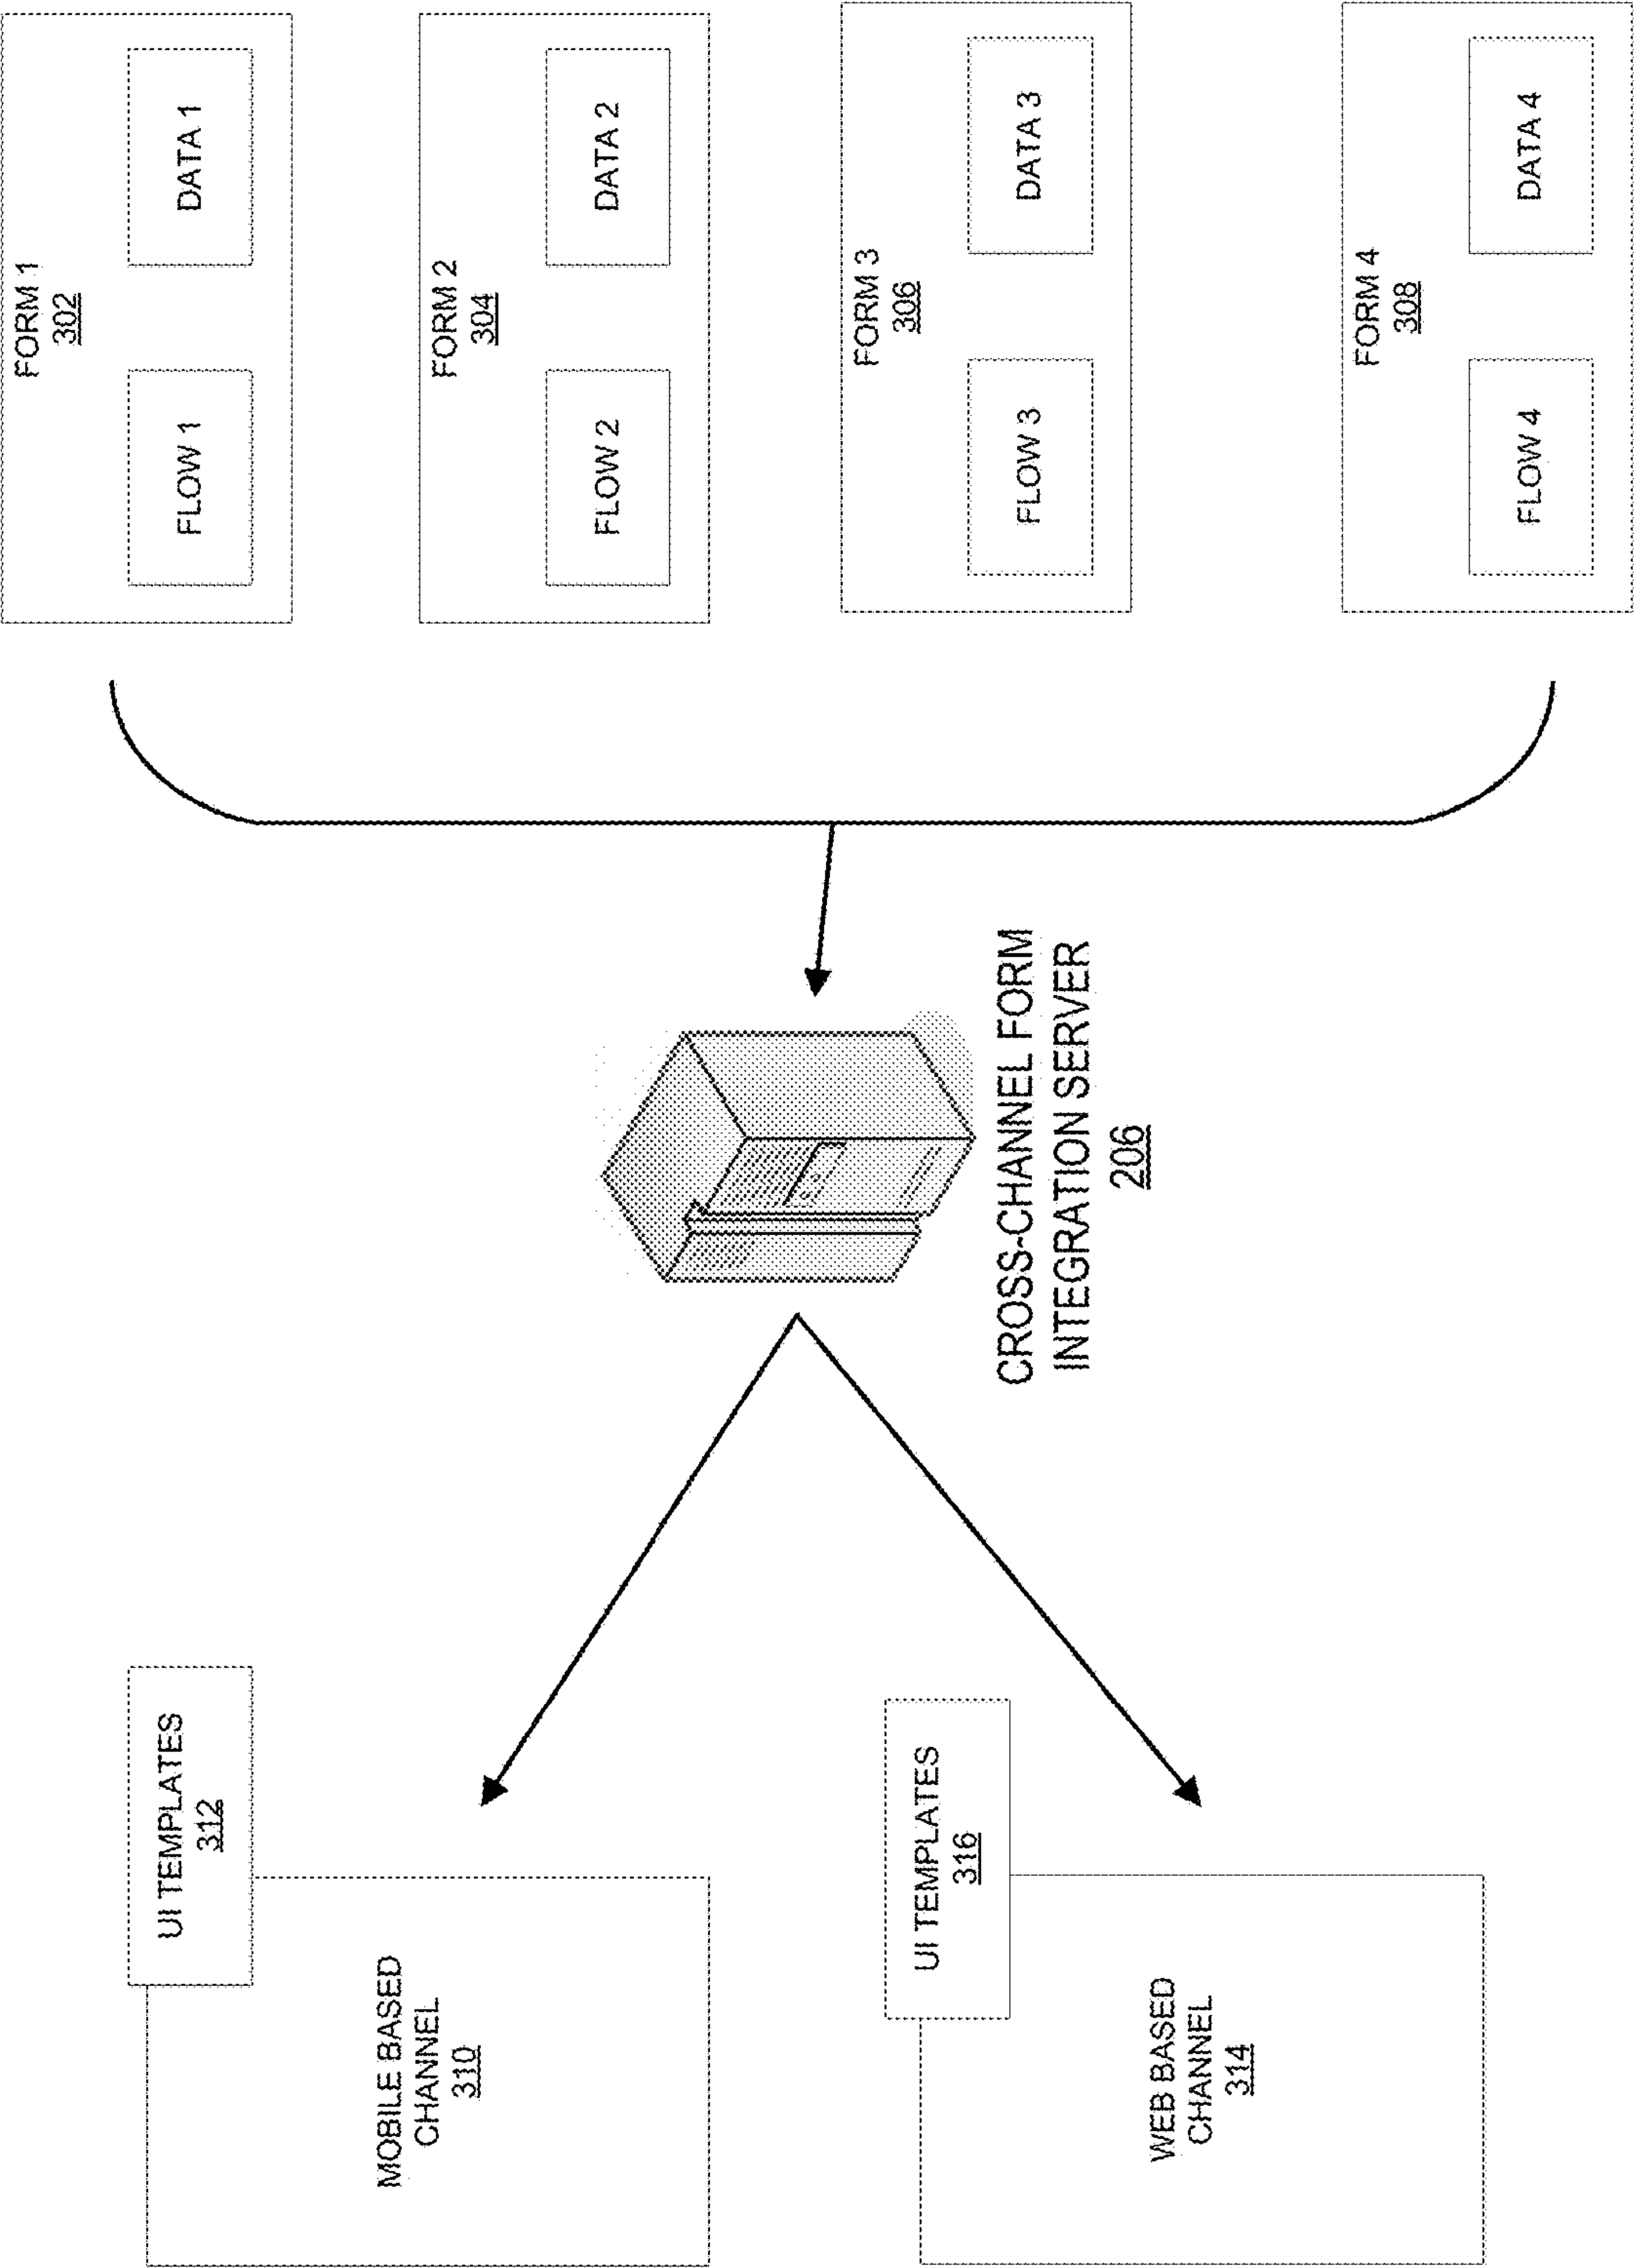 UI TEMPLATES
312
MOBILE BASED
CHANNEL
310
UI TEMPLATES
316
WEB BASED
CHANNEL
314
CROSS-CHANNEL FORM
INTEGRATION SERVER
206
FORM 1
302
FLOW 1
DATA 1
FORM 2
304
FLOW 2
DATA 2
FORM 3
306
FLOW 3
DATA 3
FORM 4
308
FLOW 4
DATA 4